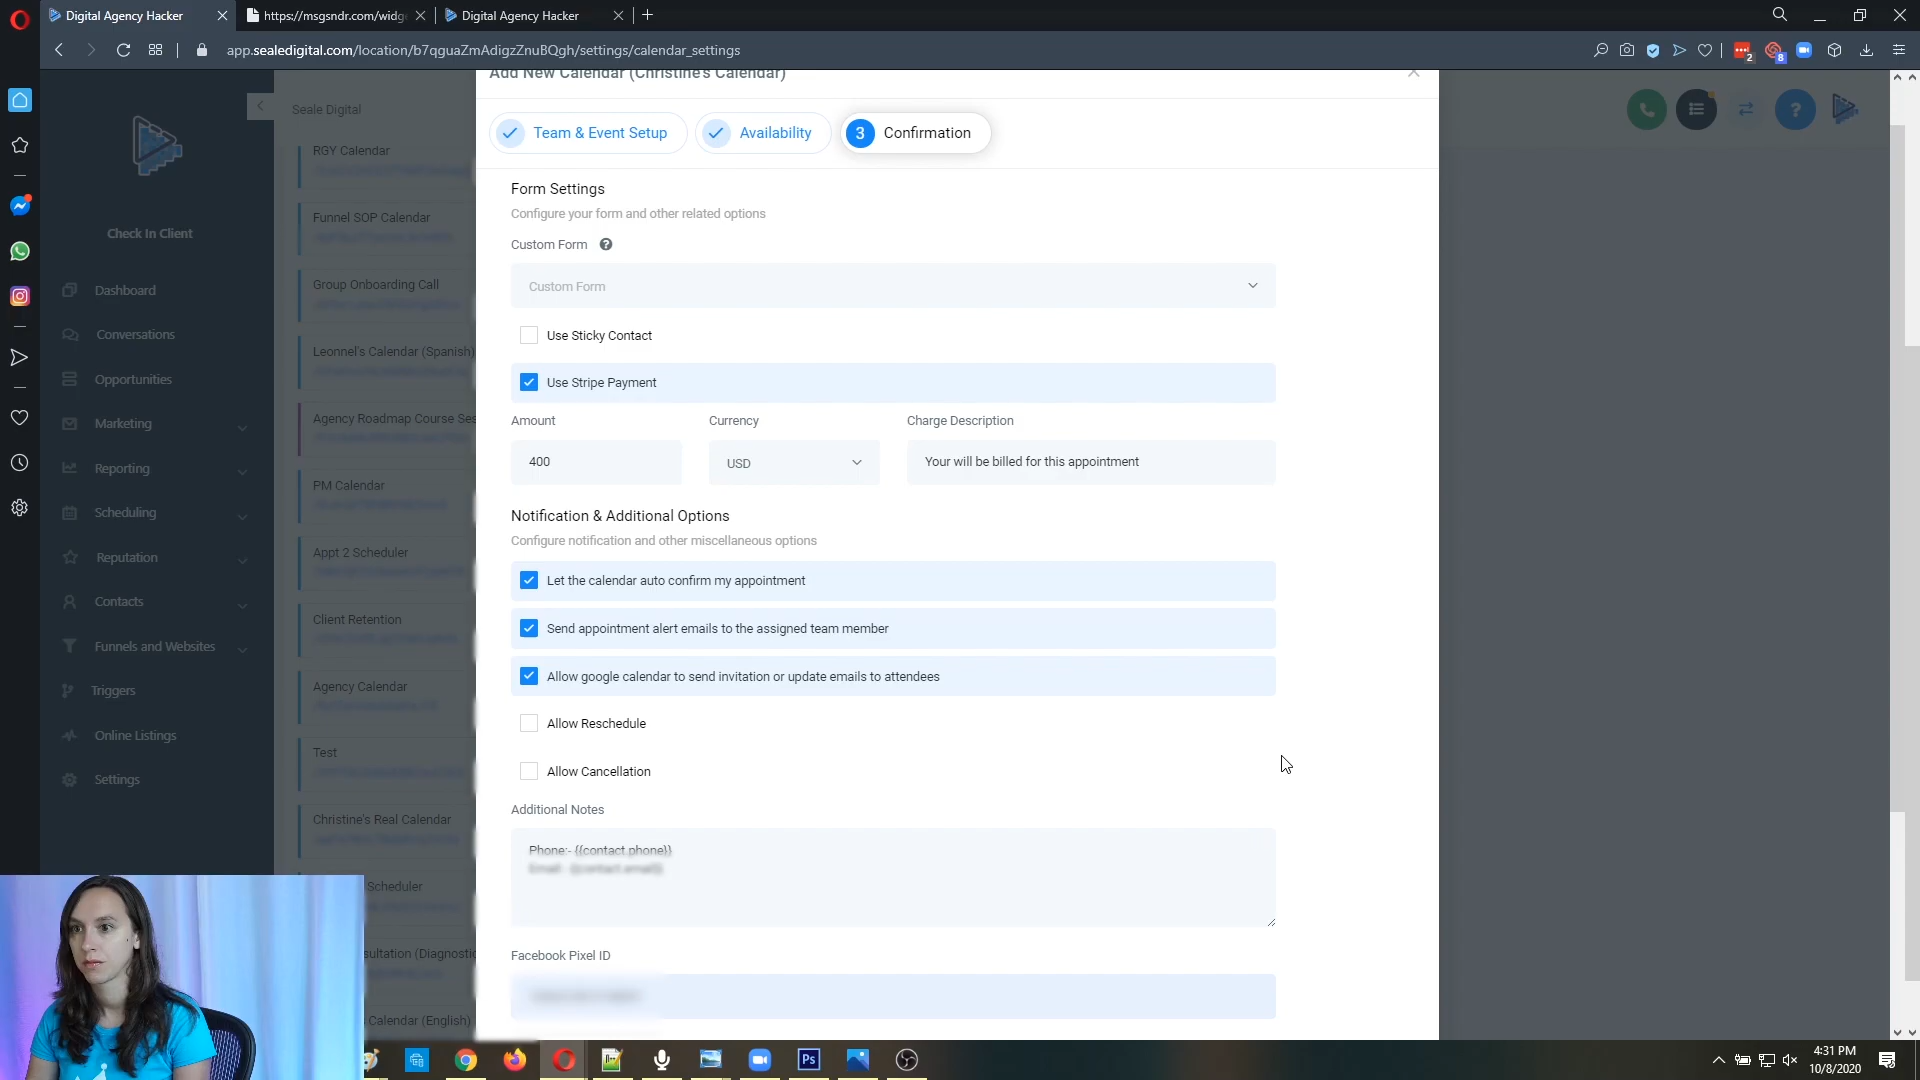 Digital Agency Hacker
https://msgsndr.com/widg
Digital Agency Hacker
app.sealedigital.com/location/b7qguaZmAdigzZnuBQgh/settings/calendar_settings
2
8
Check In Client
Dashboard
Conversations
Opportunities
Marketing
Reporting
Scheduling
Reputation
Contacts
Funnels and Websites
Triggers
Online Listings
Settings
Seale Digital
RGY Calendar
Funnel SOP Calendar
Group Onboarding Call
Leonnel's Calendar (Spanish)
Agency Roadmap Course Ses
PM Calendar
Appt 2 Scheduler
Client Retention
Agency Calendar
Test
Christine's Real Calendar
Scheduler
sultation (Diagnostic
Calendar (English)
Add New Calendar (Christine's Calendar)
Team & Event Setup
Availability
3 Confirmation
Form Settings
Configure your form and other related options
Custom Form ?
Custom Form
Use Sticky Contact
Use Stripe Payment
Amount Currency Charge Description
400 USD Your will be billed for this appointment
Notification & Additional Options
Configure notification and other miscellaneous options
Let the calendar auto confirm my appointment
Send appointment alert emails to the assigned team member
Allow google calendar to send invitation or update emails to attendees
Allow Reschedule
Allow Cancellation
Additional Notes
Phone:- {{contact.phone}}
Email:- {{contact.email}}
Facebook Pixel ID
?
Ps
4:31 PM
10/8/2020